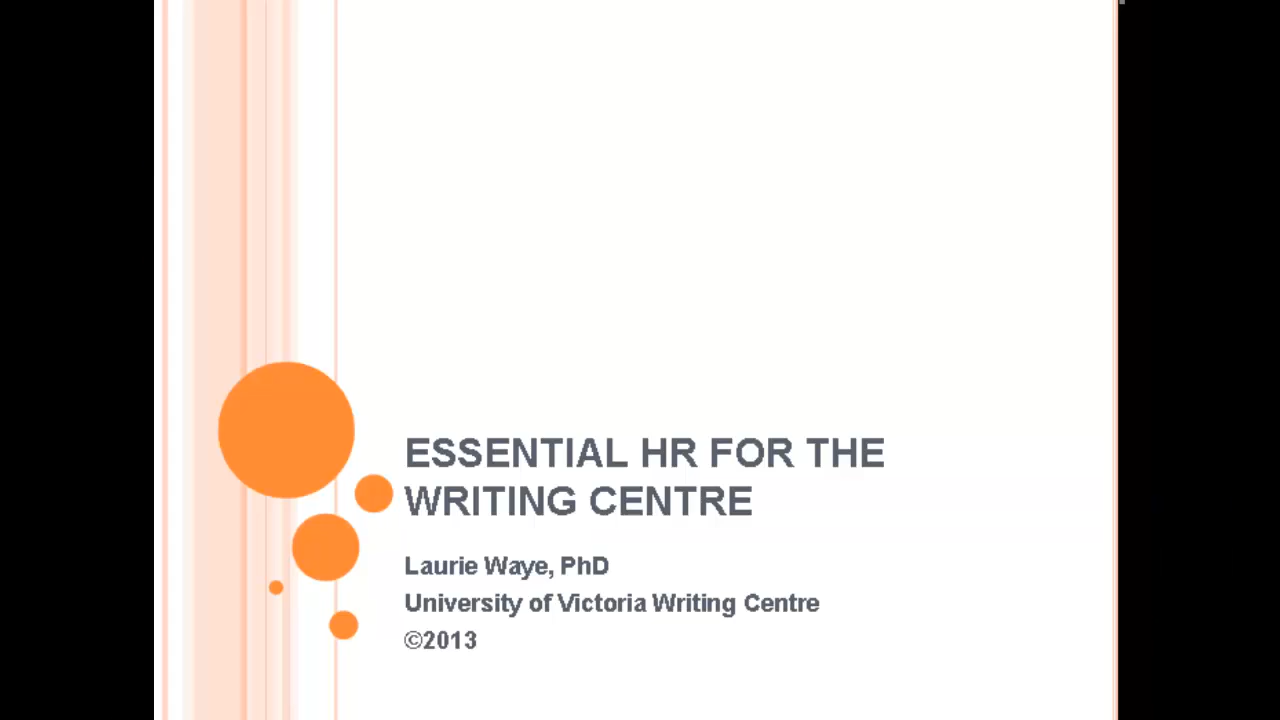 ESSENTIAL HR FOR THE
WRITING CENTRE
Laurie Waye, PhD
University of Victoria Writing Centre
©2013